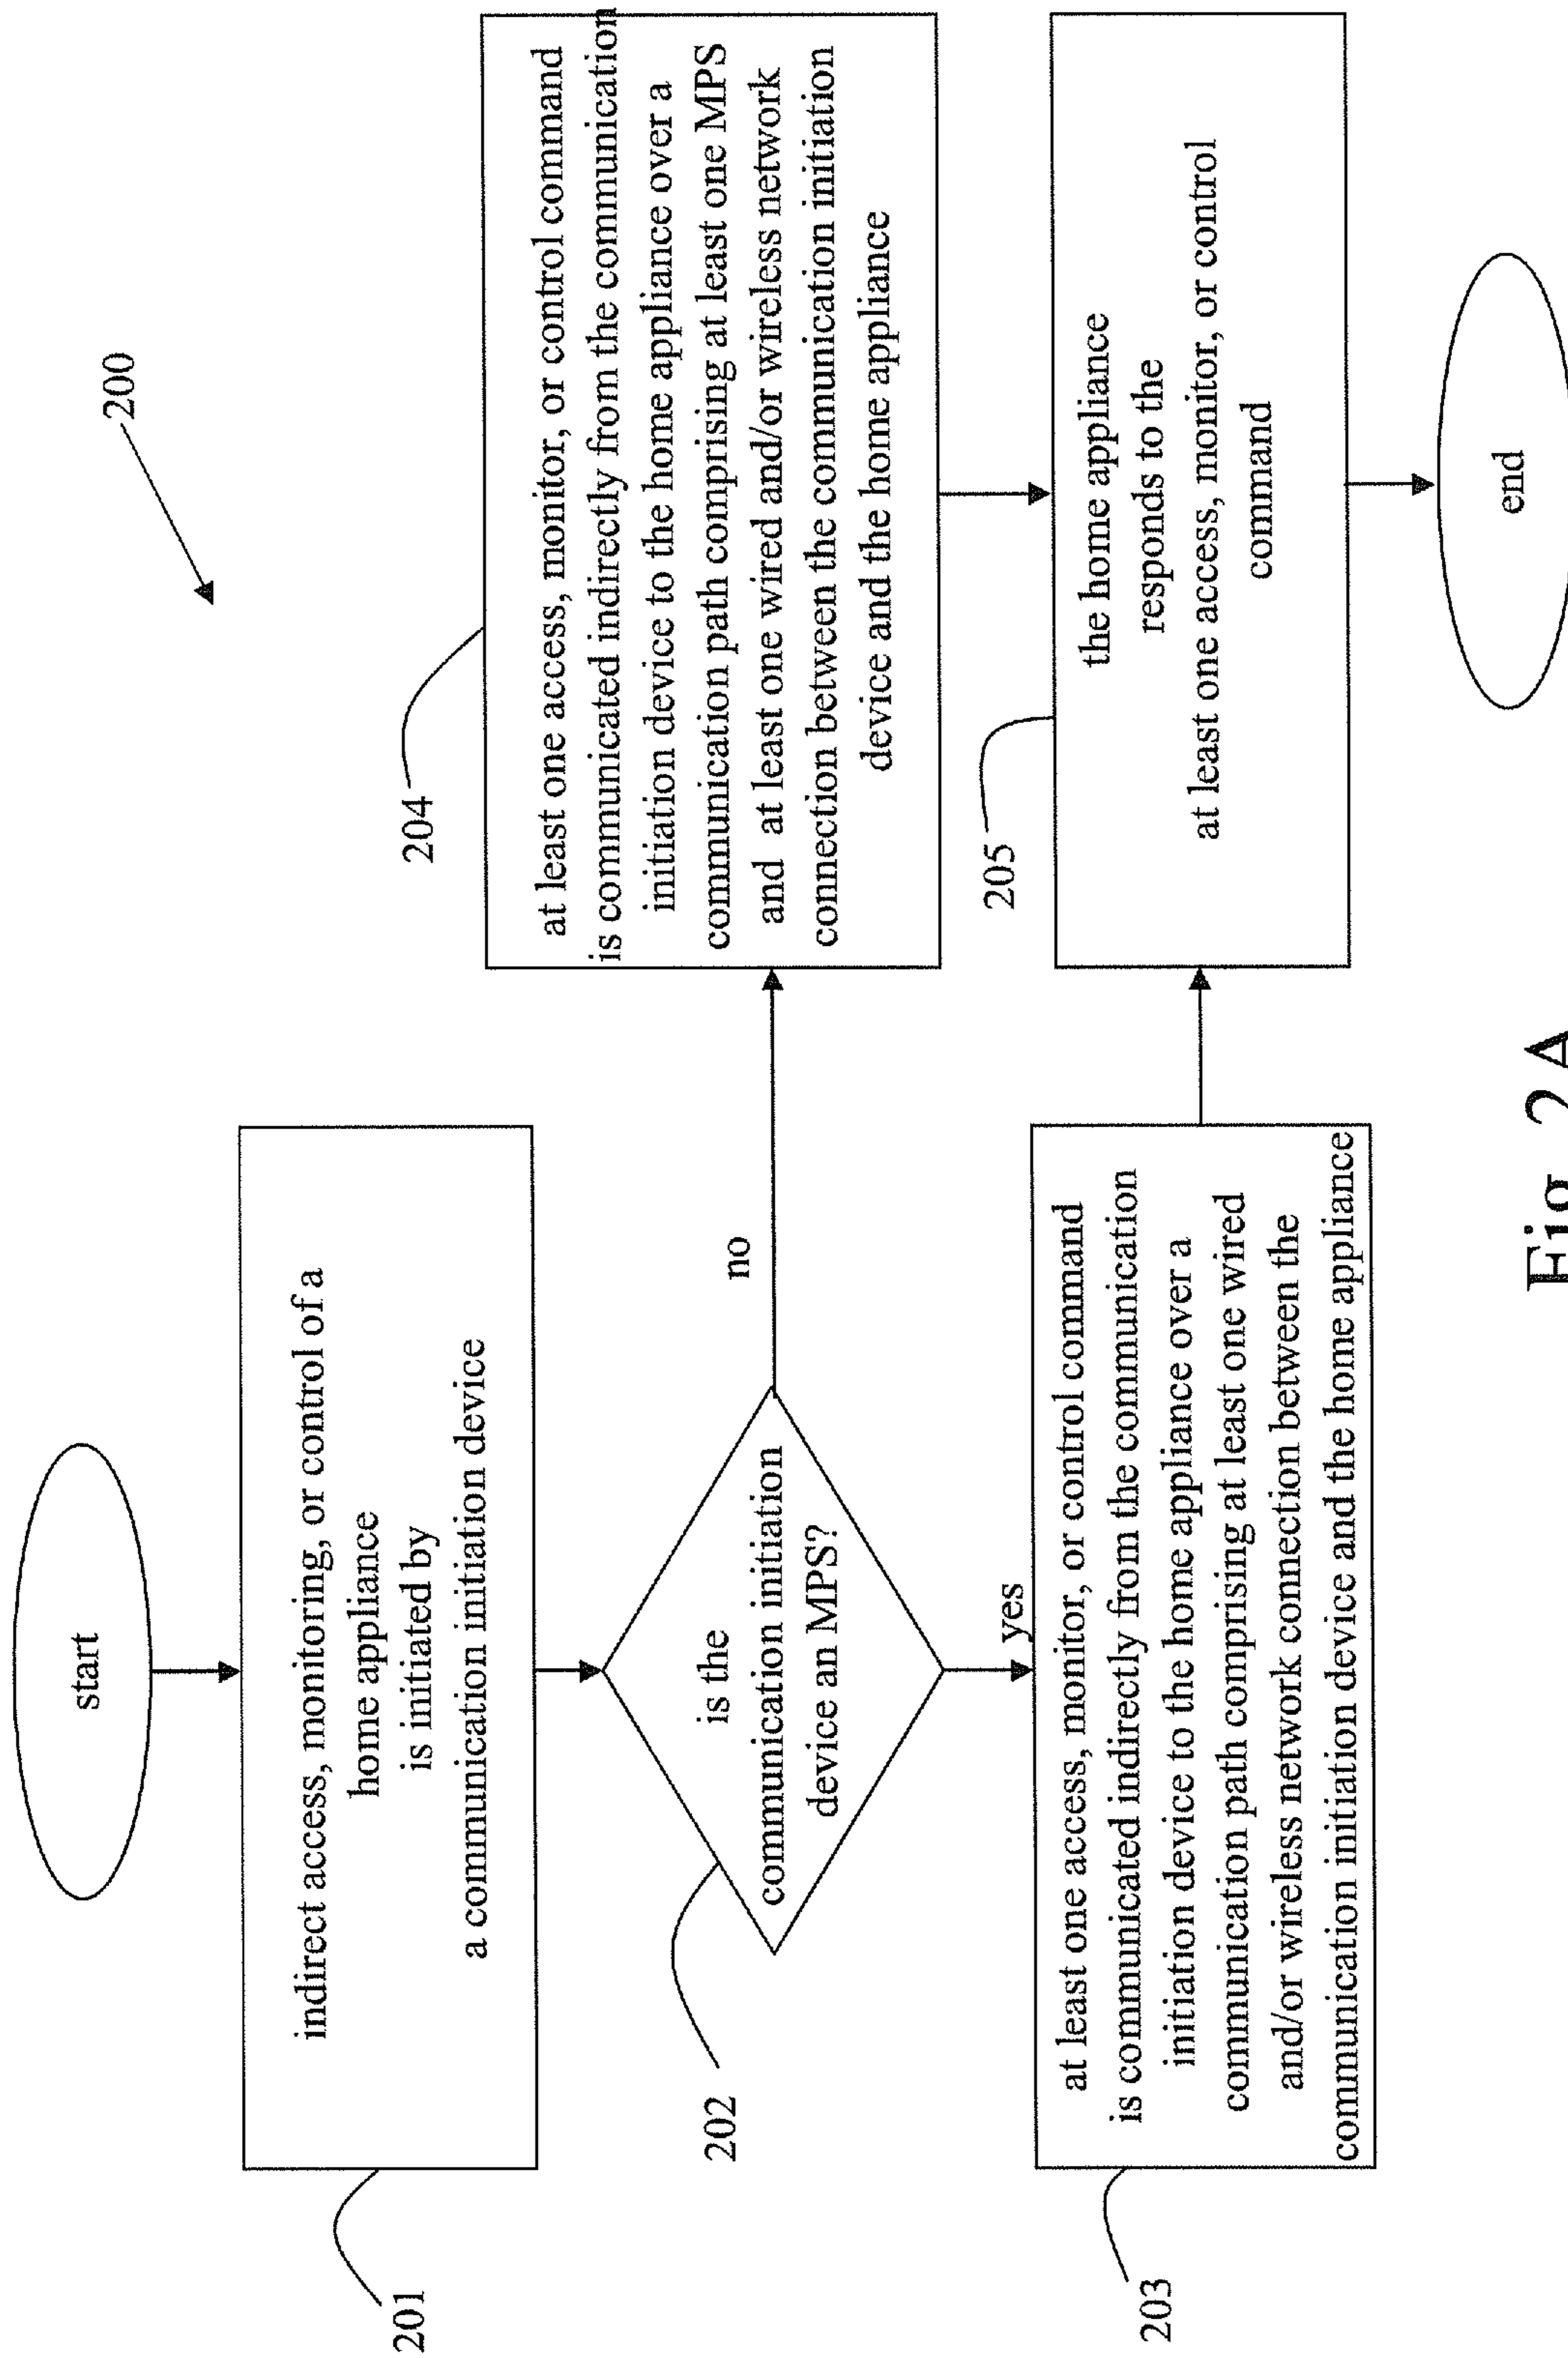 200
start
indirect access, monitoring, or control of a
home appliance
is initiated by
a communication initiation device
201
is the
communication initiation
device an MPS?
202
no
yes
at least one access, monitor, or control command
is communicated indirectly from the communication
initiation device to the home appliance over a
communication path comprising at least one wired
and/or wireless network connection between the
communication initiation device and the home appliance
203
at least one access, monitor, or control command
is communicated indirectly from the communication
initiation device to the home appliance over a
communication path comprising at least one MPS
and at least one wired and/or wireless network
connection between the communication initiation
device and the home appliance
204
the home appliance
responds to the
at least one access, monitor, or control
command
205
end
Fig. 2A